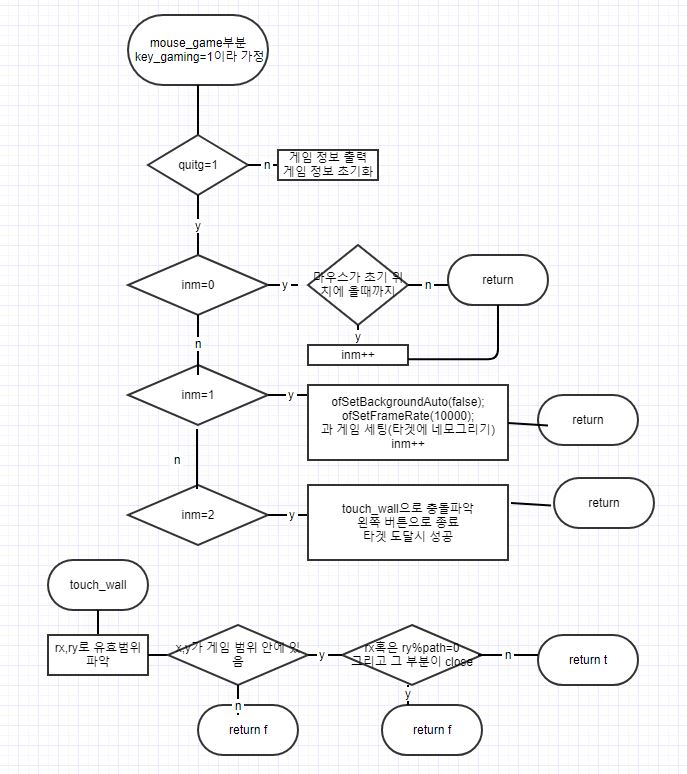 mouse_game부분
key_gaming=1이라 가정
quitg=1
n
게임 정보 출력
게임 정보 초기화
y
inm=0
y
마우스가 초기 위
치에 올때까지
n
return
y
inm++
n
inm=1
y
ofSetBackgroundAuto(false);
ofSetFrameRate(10000);
과 게임 세팅(타겟에 네모그리기)
inm++
return
n
inm=2
y
touch_wall으로 충돌파악
왼쪽 버튼으로 종료
타겟 도달시 성공
return
touch_wall
rx,ry로 유효범위
파악
x,y가 게임 범위 안에 있
음
y
rx혹은 ry%path=0
그리고 그 부분이 close
n
return t
n
return f
y
return f